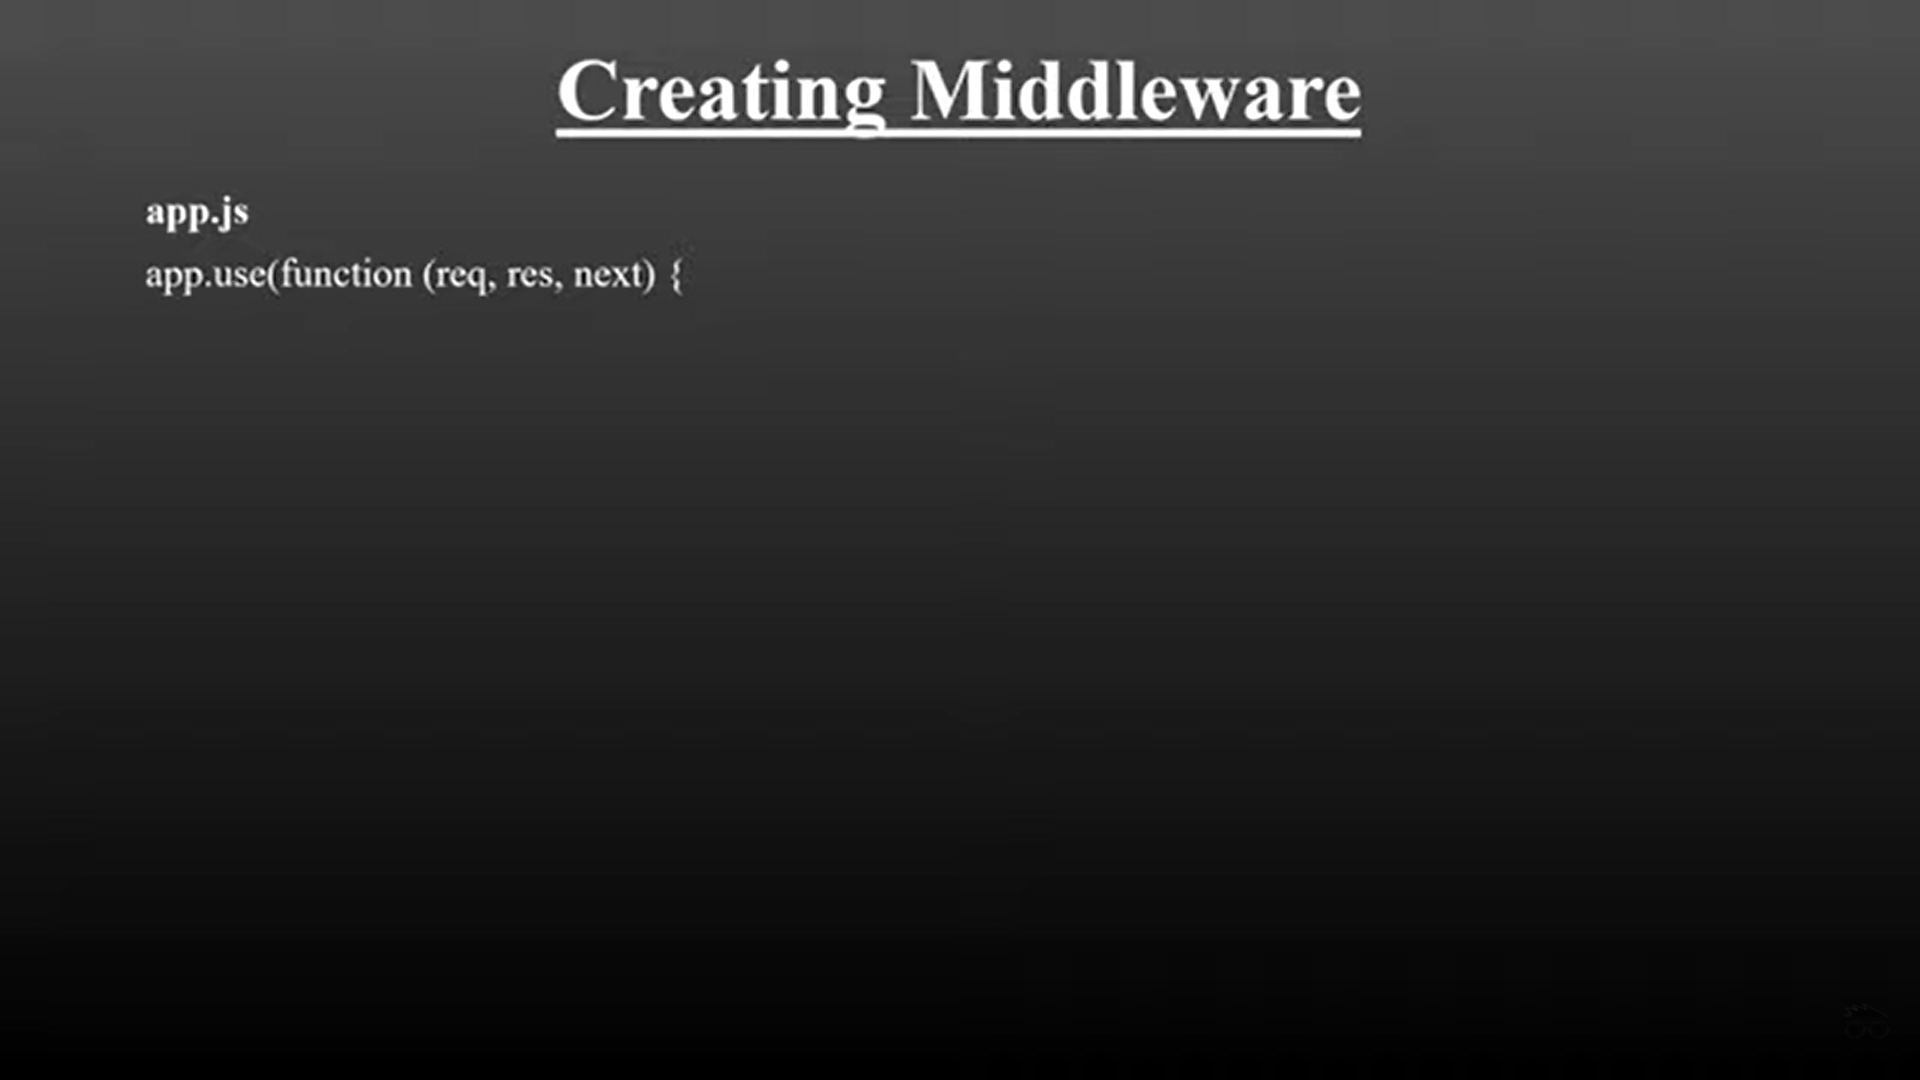 Creating Middleware
app.js
app.use(function (req, res, next) {